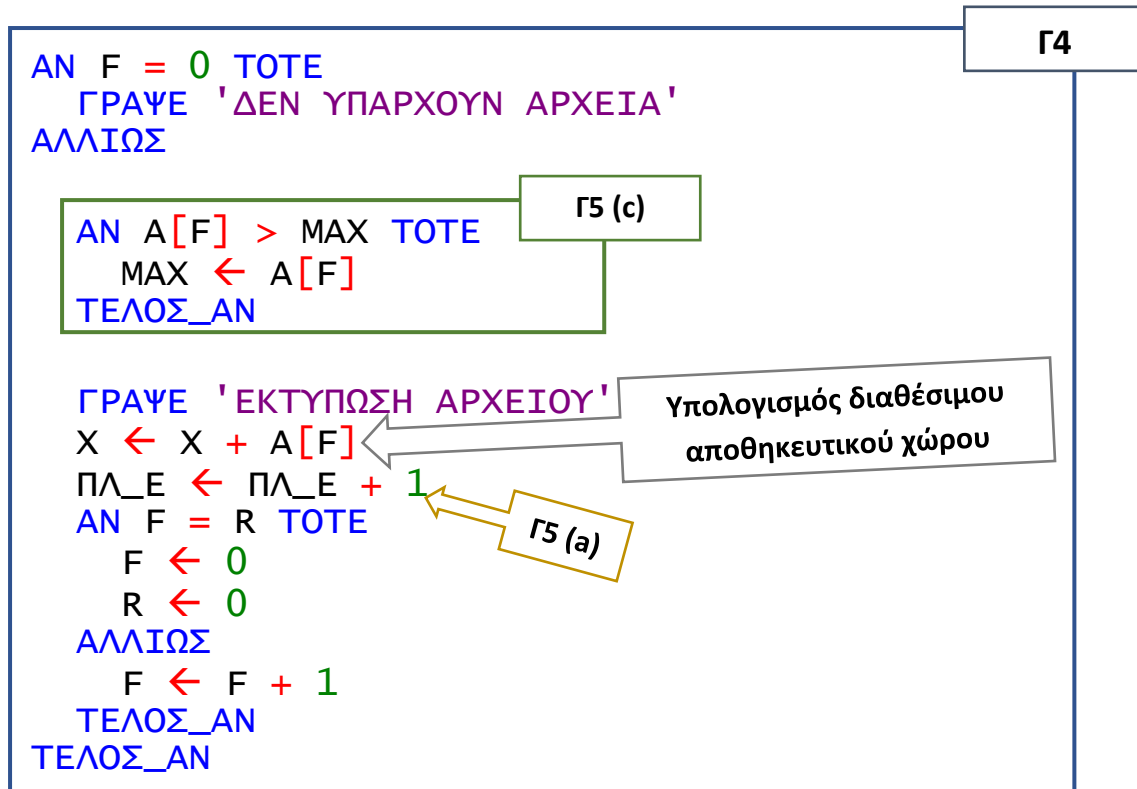 Γ4
ΑΝ F = 0 ΤΟΤΕ
ΓΡΑΨΕ 'ΔΕΝ ΥΠΑΡΧΟΥΝ ΑΡΧΕΙΑ'
ΑΛΛΙΩΣ
Γ5 (c)
ΑΝ Α[F] > MAX ΤΟΤΕ
MAX ← Α[F]
ΤΕΛΟΣ_ΑΝ
ΓΡΑΨΕ 'ΕΚΤΥΠΩΣΗ ΑΡΧΕΙΟΥ'
Υπολογισμός διαθέσιμου
αποθηκευτικού χώρου
Χ ← Χ + Α[F]
ΠΛ_Ε ← ΠΛ_Ε + 1
Γ5 (a)
ΑΝ F = R ΤΟΤΕ
F ← 0
R ← 0
ΑΛΛΙΩΣ
F ← F + 1
ΤΕΛΟΣ_ΑΝ
ΤΕΛΟΣ_ΑΝ